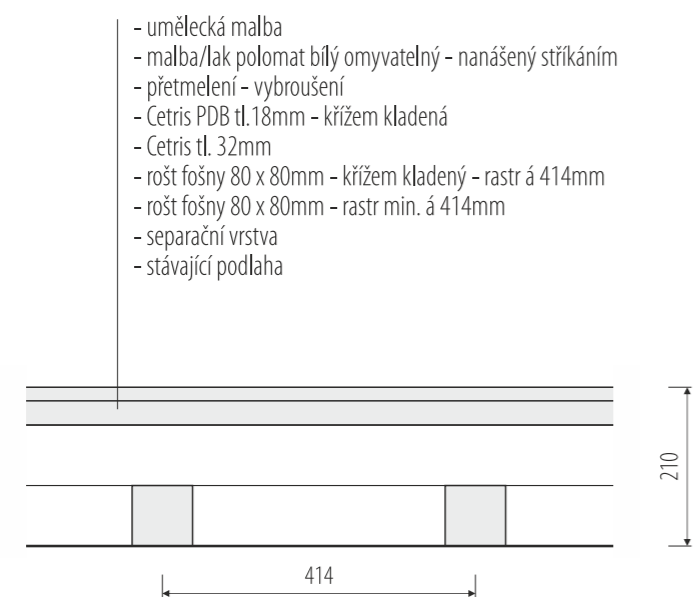 - umělecká malba
- malba/lak polomat bílý omyvatelný - nanášený stříkáním
- přetmelení - vybroušení
- Cetris PDB tl.18mm - křížem kladená
- Cetris tl. 32mm
- rošt fošny 80 x 80mm - křížem kladený - rastr á 414mm
- rošt fošny 80 x 80mm - rastr min. á 414mm
- separační vrstva
- stávající podlaha
210
414